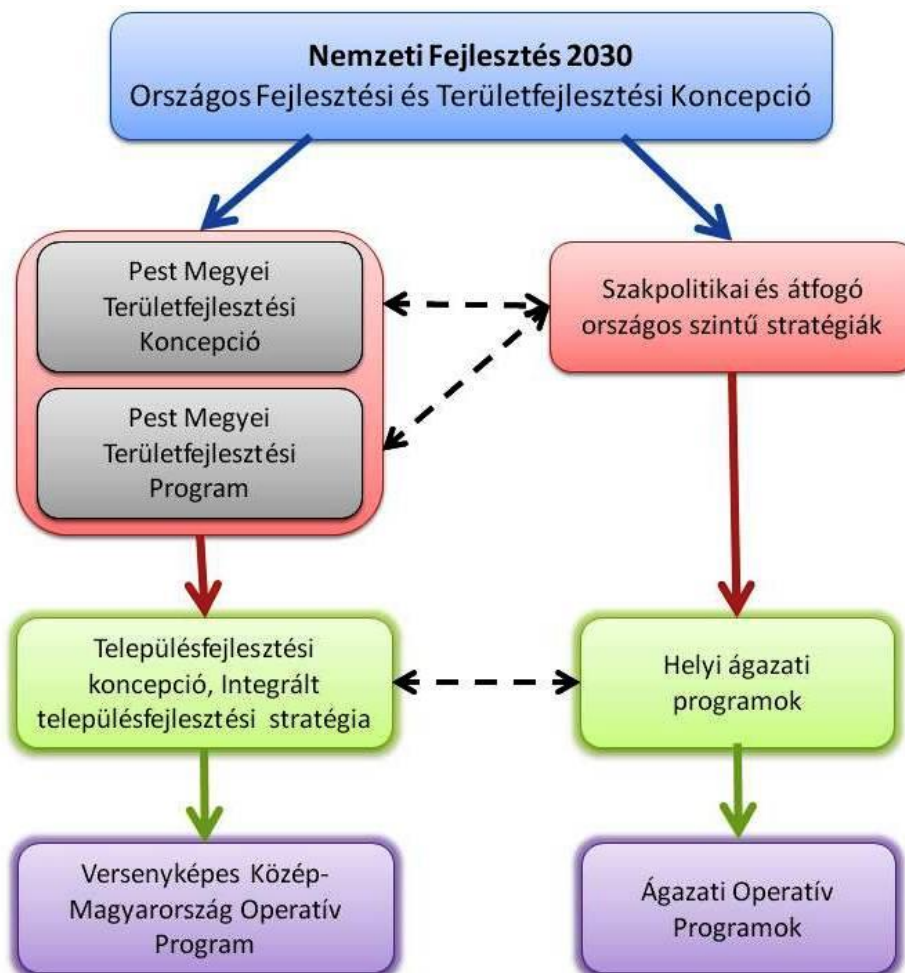 Nemzeti Fejlesztés 2030
Országos Fejlesztési és Területfejlesztési Koncepció
Pest Megyei
Területfejlesztési
Koncepció
Szakpolitikai és átfogó
országos szintű stratégiák
Pest Megyei
Területfejlesztési
Program
Településfejlesztési
koncepció, Integrált
településfejlesztési stratégia
Helyi ágazati
programok
Versenyképes Közép-
Magyarország Operatív
Program
Ágazati Operatív
Programok